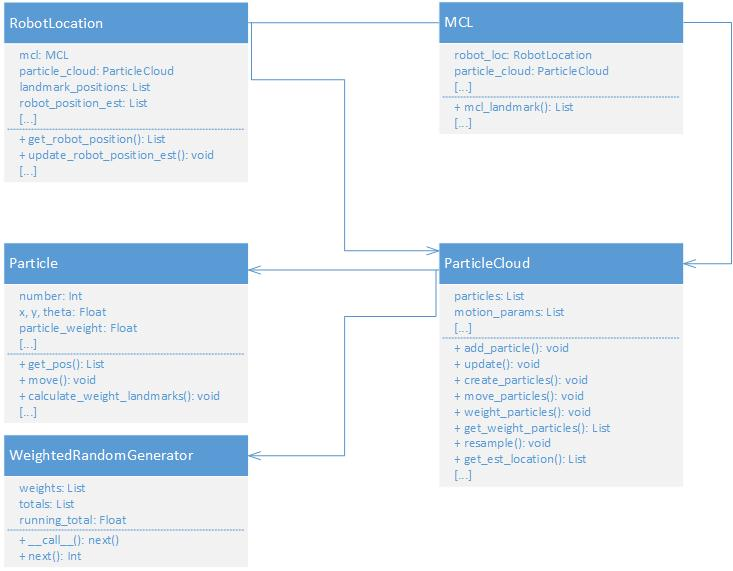 RobotLocation
mcl: MCL
particle_cloud: ParticleCloud
landmark_positions: List
robot_position_est: List
[...]
+ get_robot_position(): List
+ update_robot_position_est(): void
[...]
MCL
robot_loc: RobotLocation
particle_cloud: ParticleCloud
[...]
+ mcl_landmark(): List
[...]
Particle
number: Int
x, y, theta: Float
particle_weight: Float
[...]
+ get_pos(): List
+ move(): void
+ calculate_weight_landmarks(): void
[...]
ParticleCloud
particles: List
motion_params: List
[...]
+ add_particle(): void
+ update(): void
+ create_particles(): void
+ move_particles(): void
+ weight_particles(): void
+ get_weight_particles(): List
+ resample(): void
+ get_est_location(): List
[...]
WeightedRandomGenerator
weights: List
totals: List
running_total: Float
+ __call__(): next()
+ next(): Int